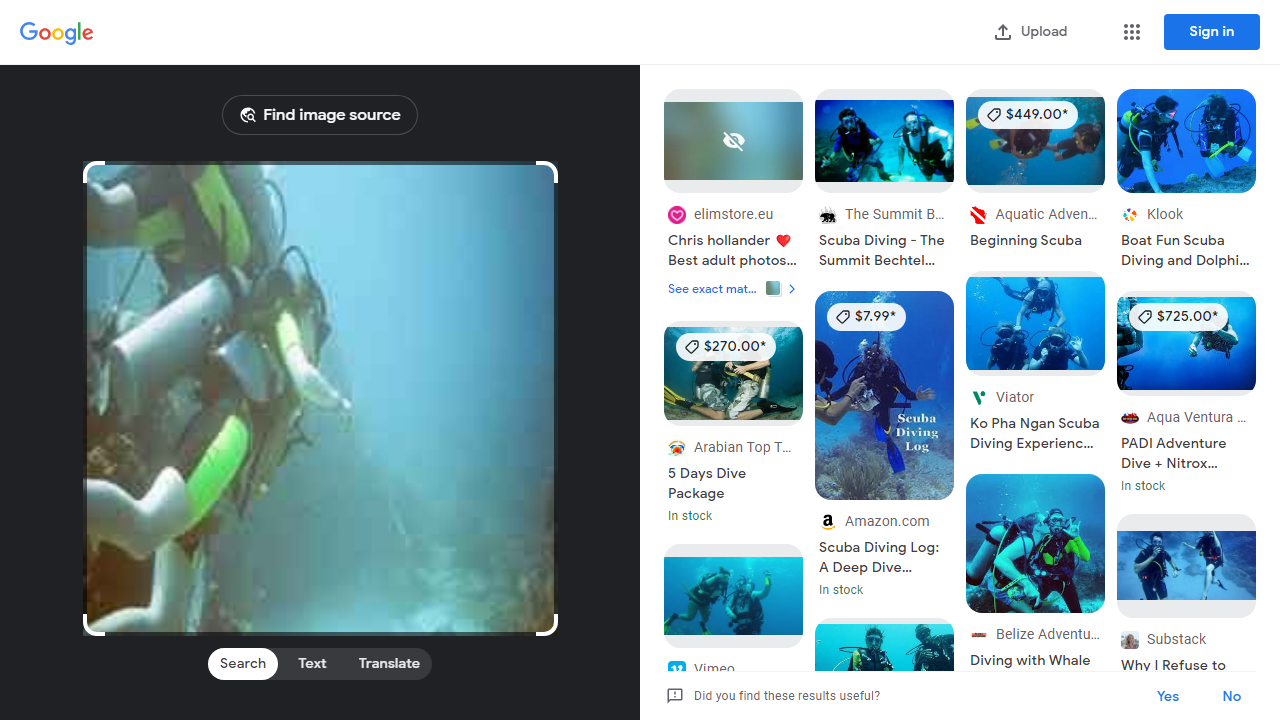 Google
Upload
Sign in
Find image source
Search
Text
Translate
elimstore.eu
Chris hollander ❤️
Best adult photos...
See exact mat...
The Summit B...
Scuba Diving - The
Summit Bechtel...
$449.00*
Aquatic Adven...
Beginning Scuba
Klook
Boat Fun Scuba
Diving and Dolphi...
$270.00*
Arabian Top T...
5 Days Dive
Package
In stock
$7.99*
Scuba
Diving
Log
Amazon.com
Scuba Diving Log:
A Deep Dive...
In stock
Viator
Ko Pha Ngan Scuba
Diving Experienc...
$725.00*
Aqua Ventura ...
PADI Adventure
Dive + Nitrox...
In stock
Vimeo
Belize Adventu...
Diving with Whale
Substack
Why I Refuse to
Did you find these results useful?
Yes
No